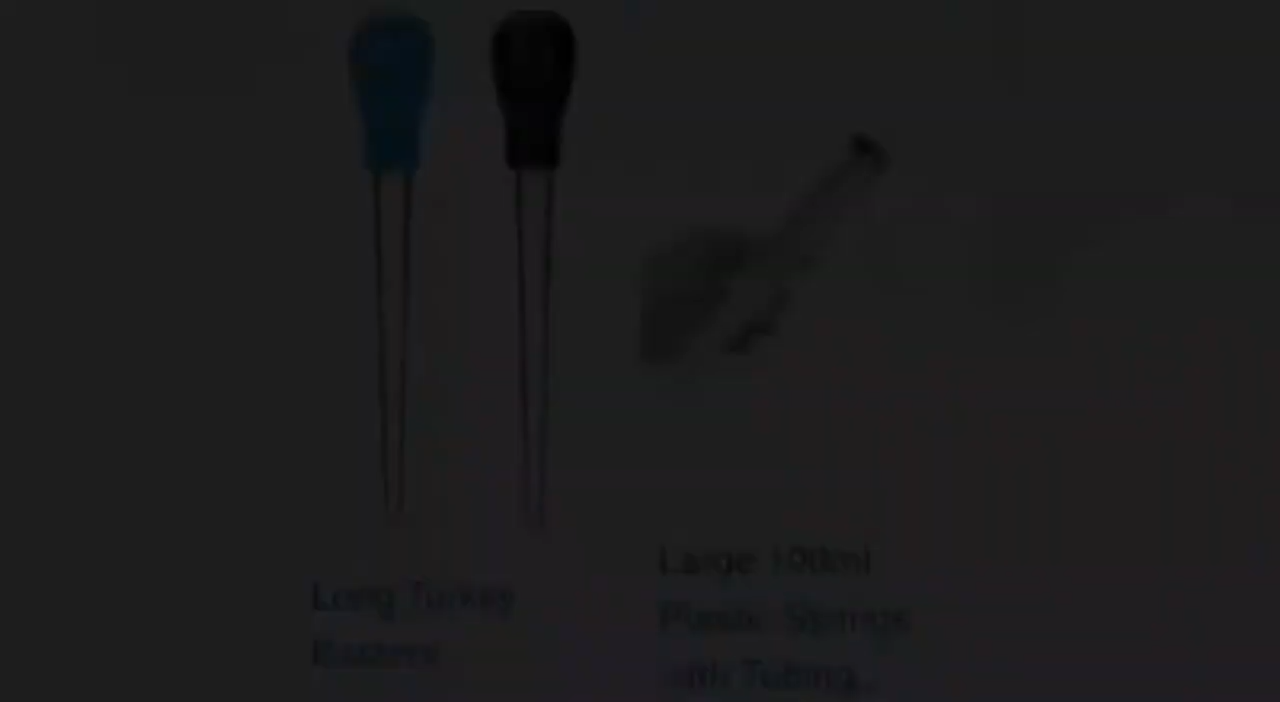 Long Turkey
Basters
Large 100ml
Plastic Syringe
with Tubing...